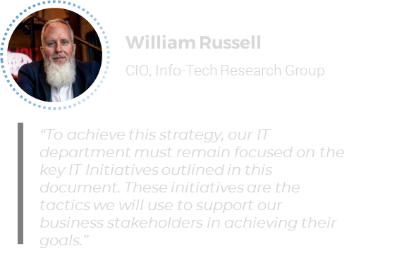 William Russell
CIO, Info-Tech Research Group
“To achieve this strategy, our IT
department must remain focused on the
key IT Initiatives outlined in this
document. These initiatives are the
tactics we will use to support our
business stakeholders in achieving their
goals.”